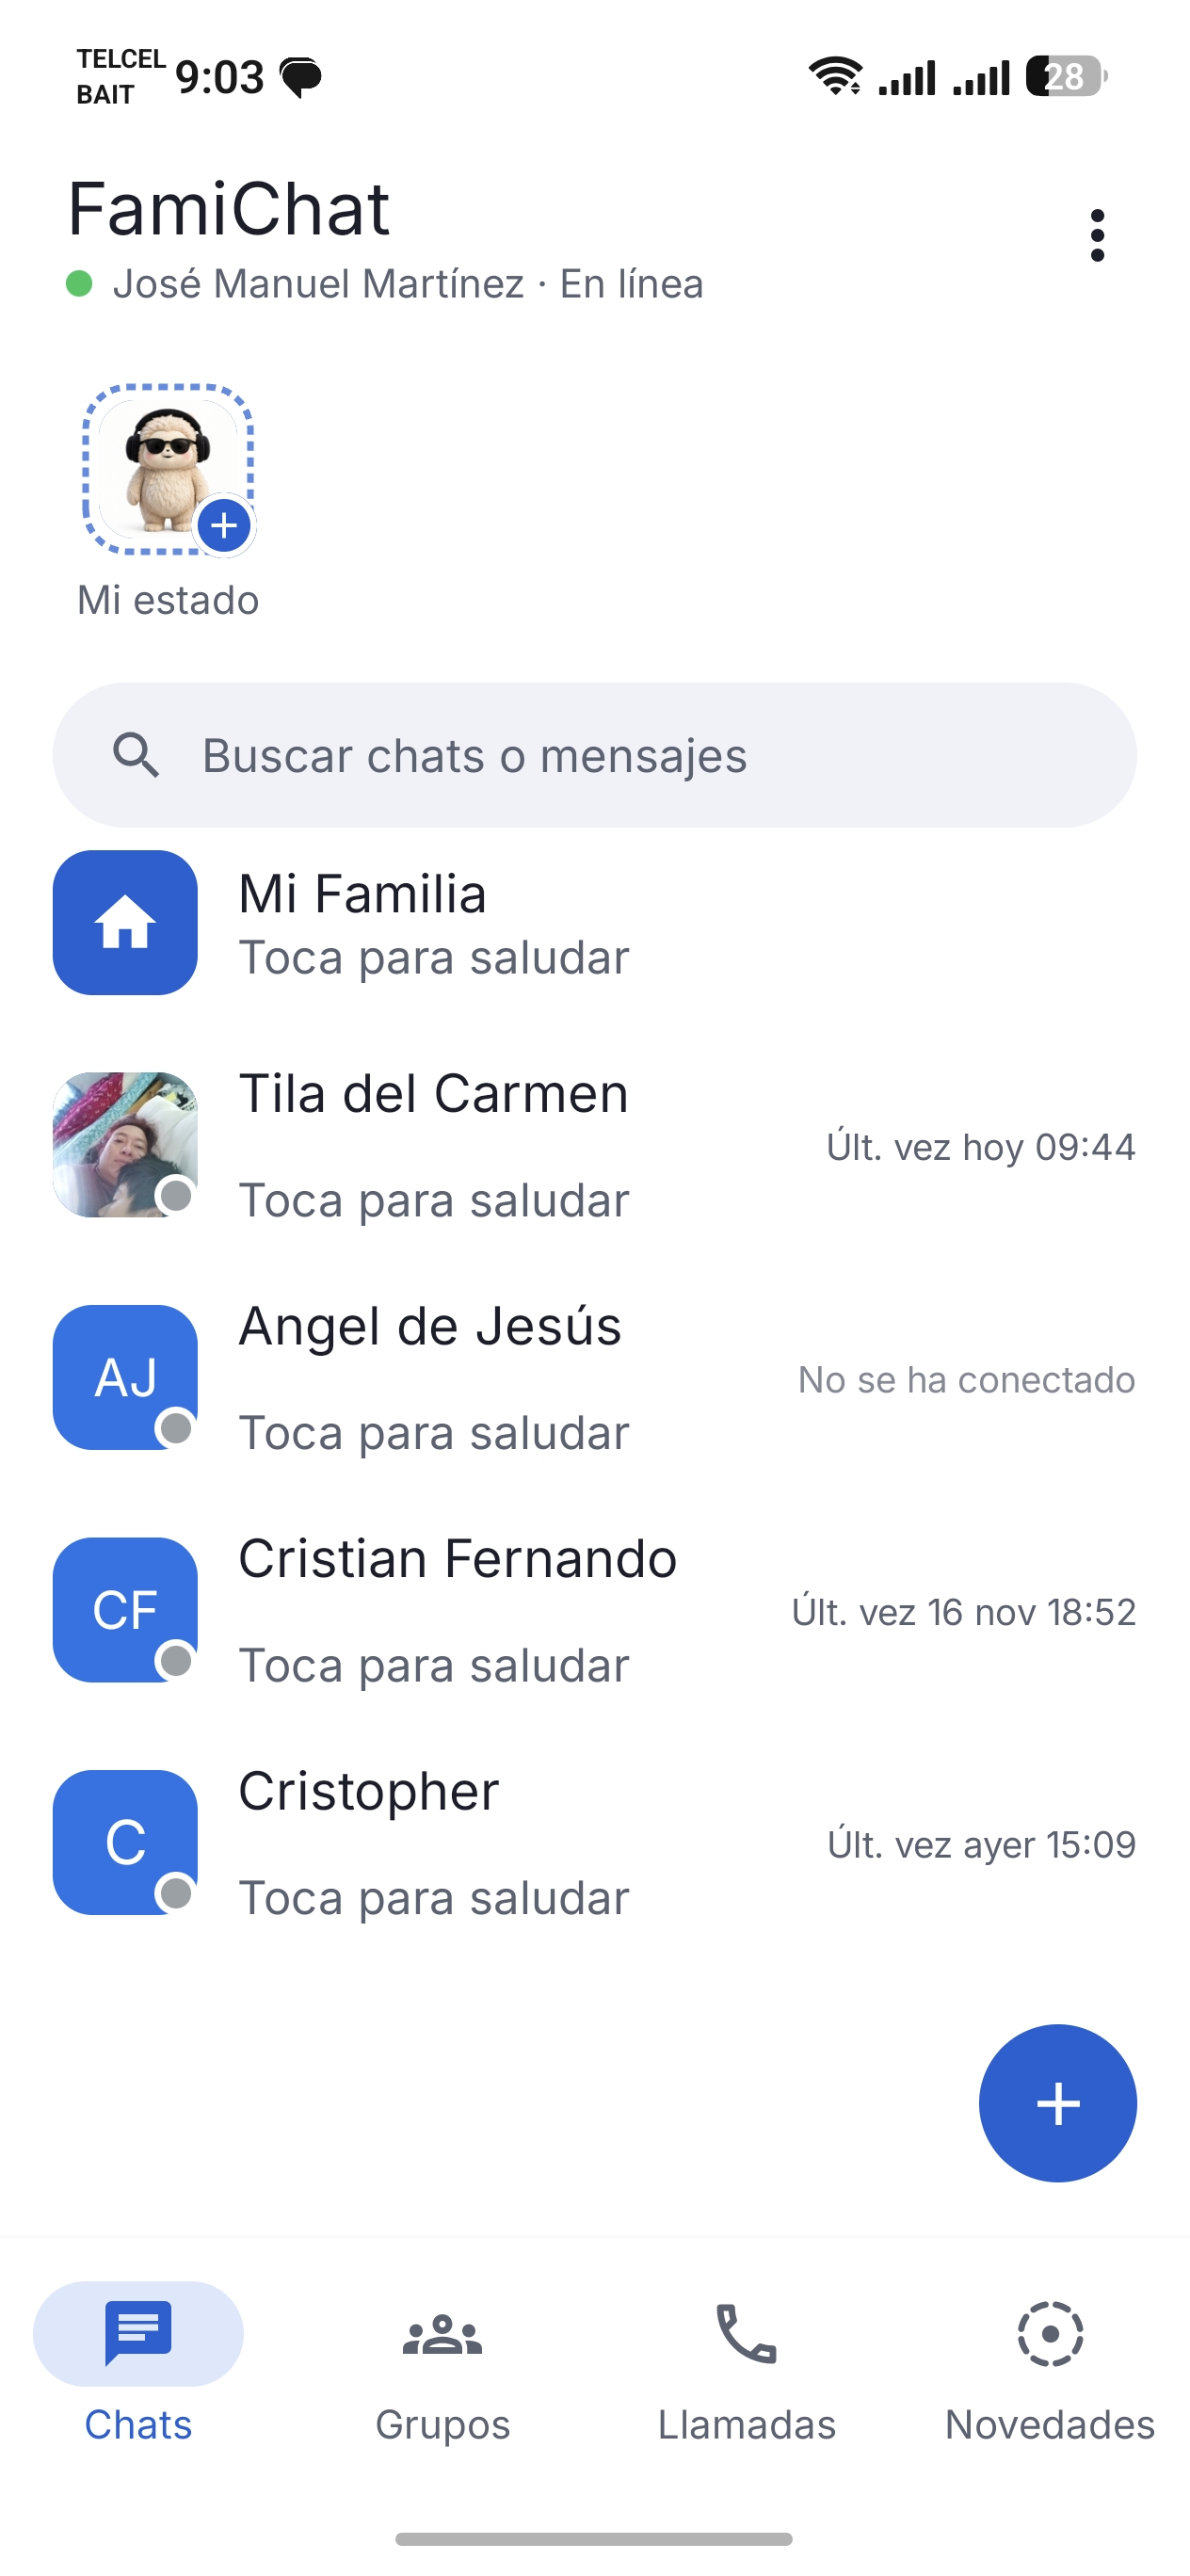 TELCEL
BAIT
9:03
28
FamiChat
José Manuel Martínez · En línea
Mi estado
Buscar chats o mensajes
Mi Familia
Toca para saludar
Tila del Carmen
Últ. vez hoy 09:44
Toca para saludar
AJ
Angel de Jesús
No se ha conectado
Toca para saludar
CF
Cristian Fernando
Últ. vez 16 nov 18:52
Toca para saludar
C
Cristopher
Últ. vez ayer 15:09
Toca para saludar
Chats
Grupos
Llamadas
Novedades